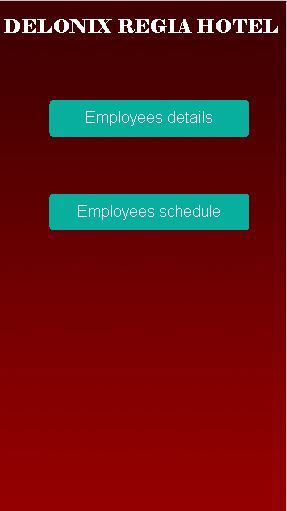 DELONIX REGIA HOTEL
Employees details
Employees schedule